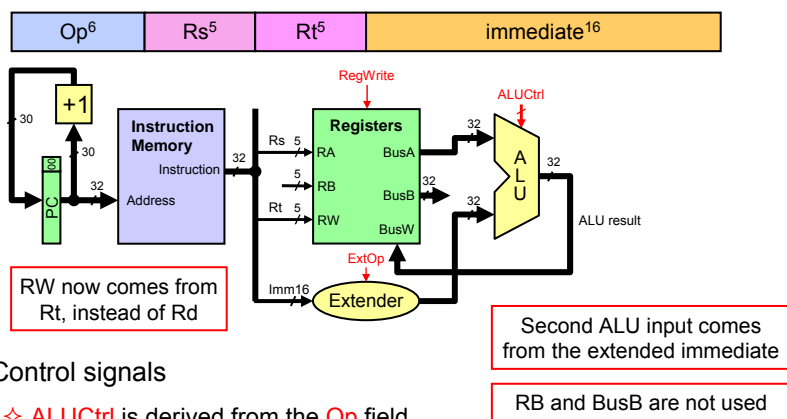 Op6 Rs5 Rt5 immediate16
RegWrite
ALUCtrl
+1
30
30
00
PC
32
Instruction
Memory
Instruction
Address
32
Rs 5
5
Rt 5
Imm16
Registers
RA
RB
RW
BusA
BusB
BusW
32
32
32
ALU
32
ALU result
ExtOp
Extender
RW now comes from
Rt, instead of Rd
Second ALU input comes
from the extended immediate
RB and BusB are not used
Control signals
✧ ALUCtrl is derived from the Op field